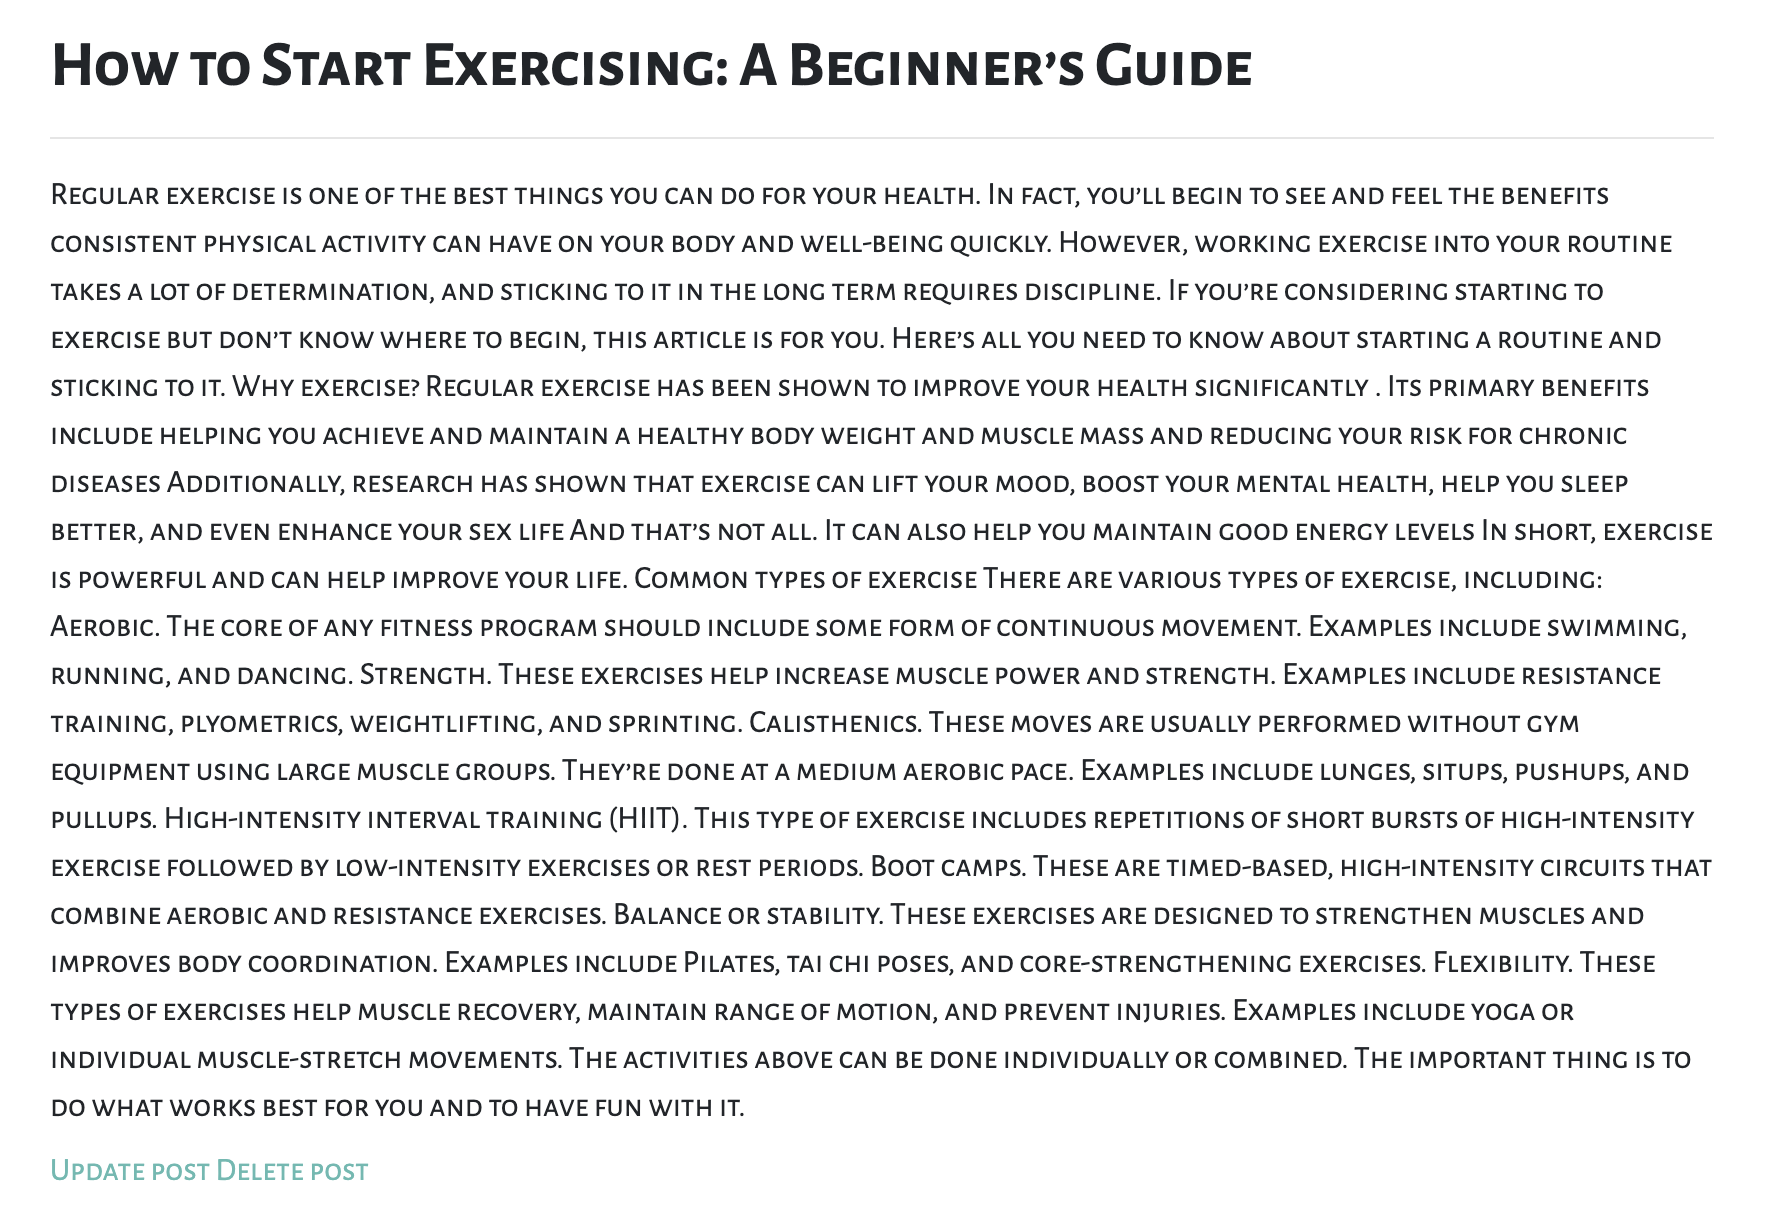 How to Start Exercising: A Beginner’s Guide
Regular exercise is one of the best things you can do for your health. In fact, you’ll begin to see and feel the benefits
consistent physical activity can have on your body and well-being quickly. However, working exercise into your routine
takes a lot of determination, and sticking to it in the long term requires discipline. If you’re considering starting to
exercise but don’t know where to begin, this article is for you. Here’s all you need to know about starting a routine and
sticking to it. Why exercise? Regular exercise has been shown to improve your health significantly . Its primary benefits
include helping you achieve and maintain a healthy body weight and muscle mass and reducing your risk for chronic
diseases Additionally, research has shown that exercise can lift your mood, boost your mental health, help you sleep
better, and even enhance your sex life And that’s not all. It can also help you maintain good energy levels In short, exercise
is powerful and can help improve your life. Common types of exercise There are various types of exercise, including:
Aerobic. The core of any fitness program should include some form of continuous movement. Examples include swimming,
running, and dancing. Strength. These exercises help increase muscle power and strength. Examples include resistance
training, plyometrics, weightlifting, and sprinting. Calisthenics. These moves are usually performed without gym
equipment using large muscle groups. They’re done at a medium aerobic pace. Examples include lunges, situps, pushups, and
pullups. High-intensity interval training (HIIT). This type of exercise includes repetitions of short bursts of high-intensity
exercise followed by low-intensity exercises or rest periods. Boot camps. These are timed-based, high-intensity circuits that
combine aerobic and resistance exercises. Balance or stability. These exercises are designed to strengthen muscles and
improves body coordination. Examples include Pilates, tai chi poses, and core-strengthening exercises. Flexibility. These
types of exercises help muscle recovery, maintain range of motion, and prevent injuries. Examples include yoga or
individual muscle-stretch movements. The activities above can be done individually or combined. The important thing is to
do what works best for you and to have fun with it.
Update post Delete post